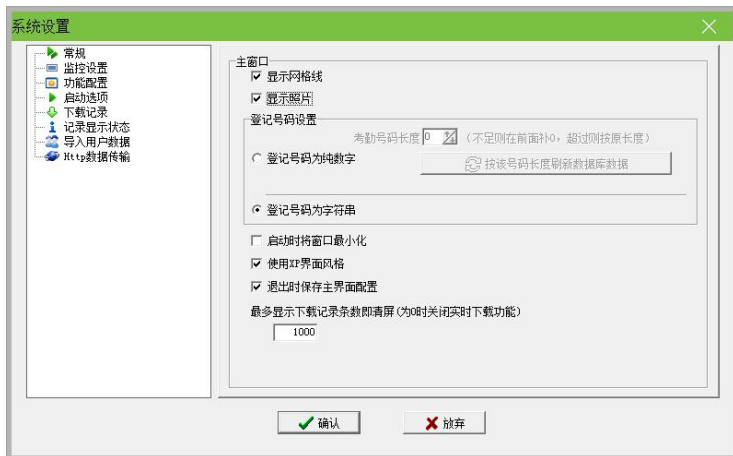 系统设置
常规
监控设置
功能配置
启动选项
下载记录
记录显示状态
导入用户数据
Http数据传输
主窗口
显示网格线
显示照片
登记号码设置
考勤号码长度 0 (不足则在前面补0，超过则按原长度)
登记号码为纯数字 按该号码长度刷新数据库数据
登记号码为字符串
启动时将窗口最小化
使用XP界面风格
退出时保存主界面配置
最多显示下载记录条数即清屏(为0时关闭实时下载功能)
1000
确认 放弃